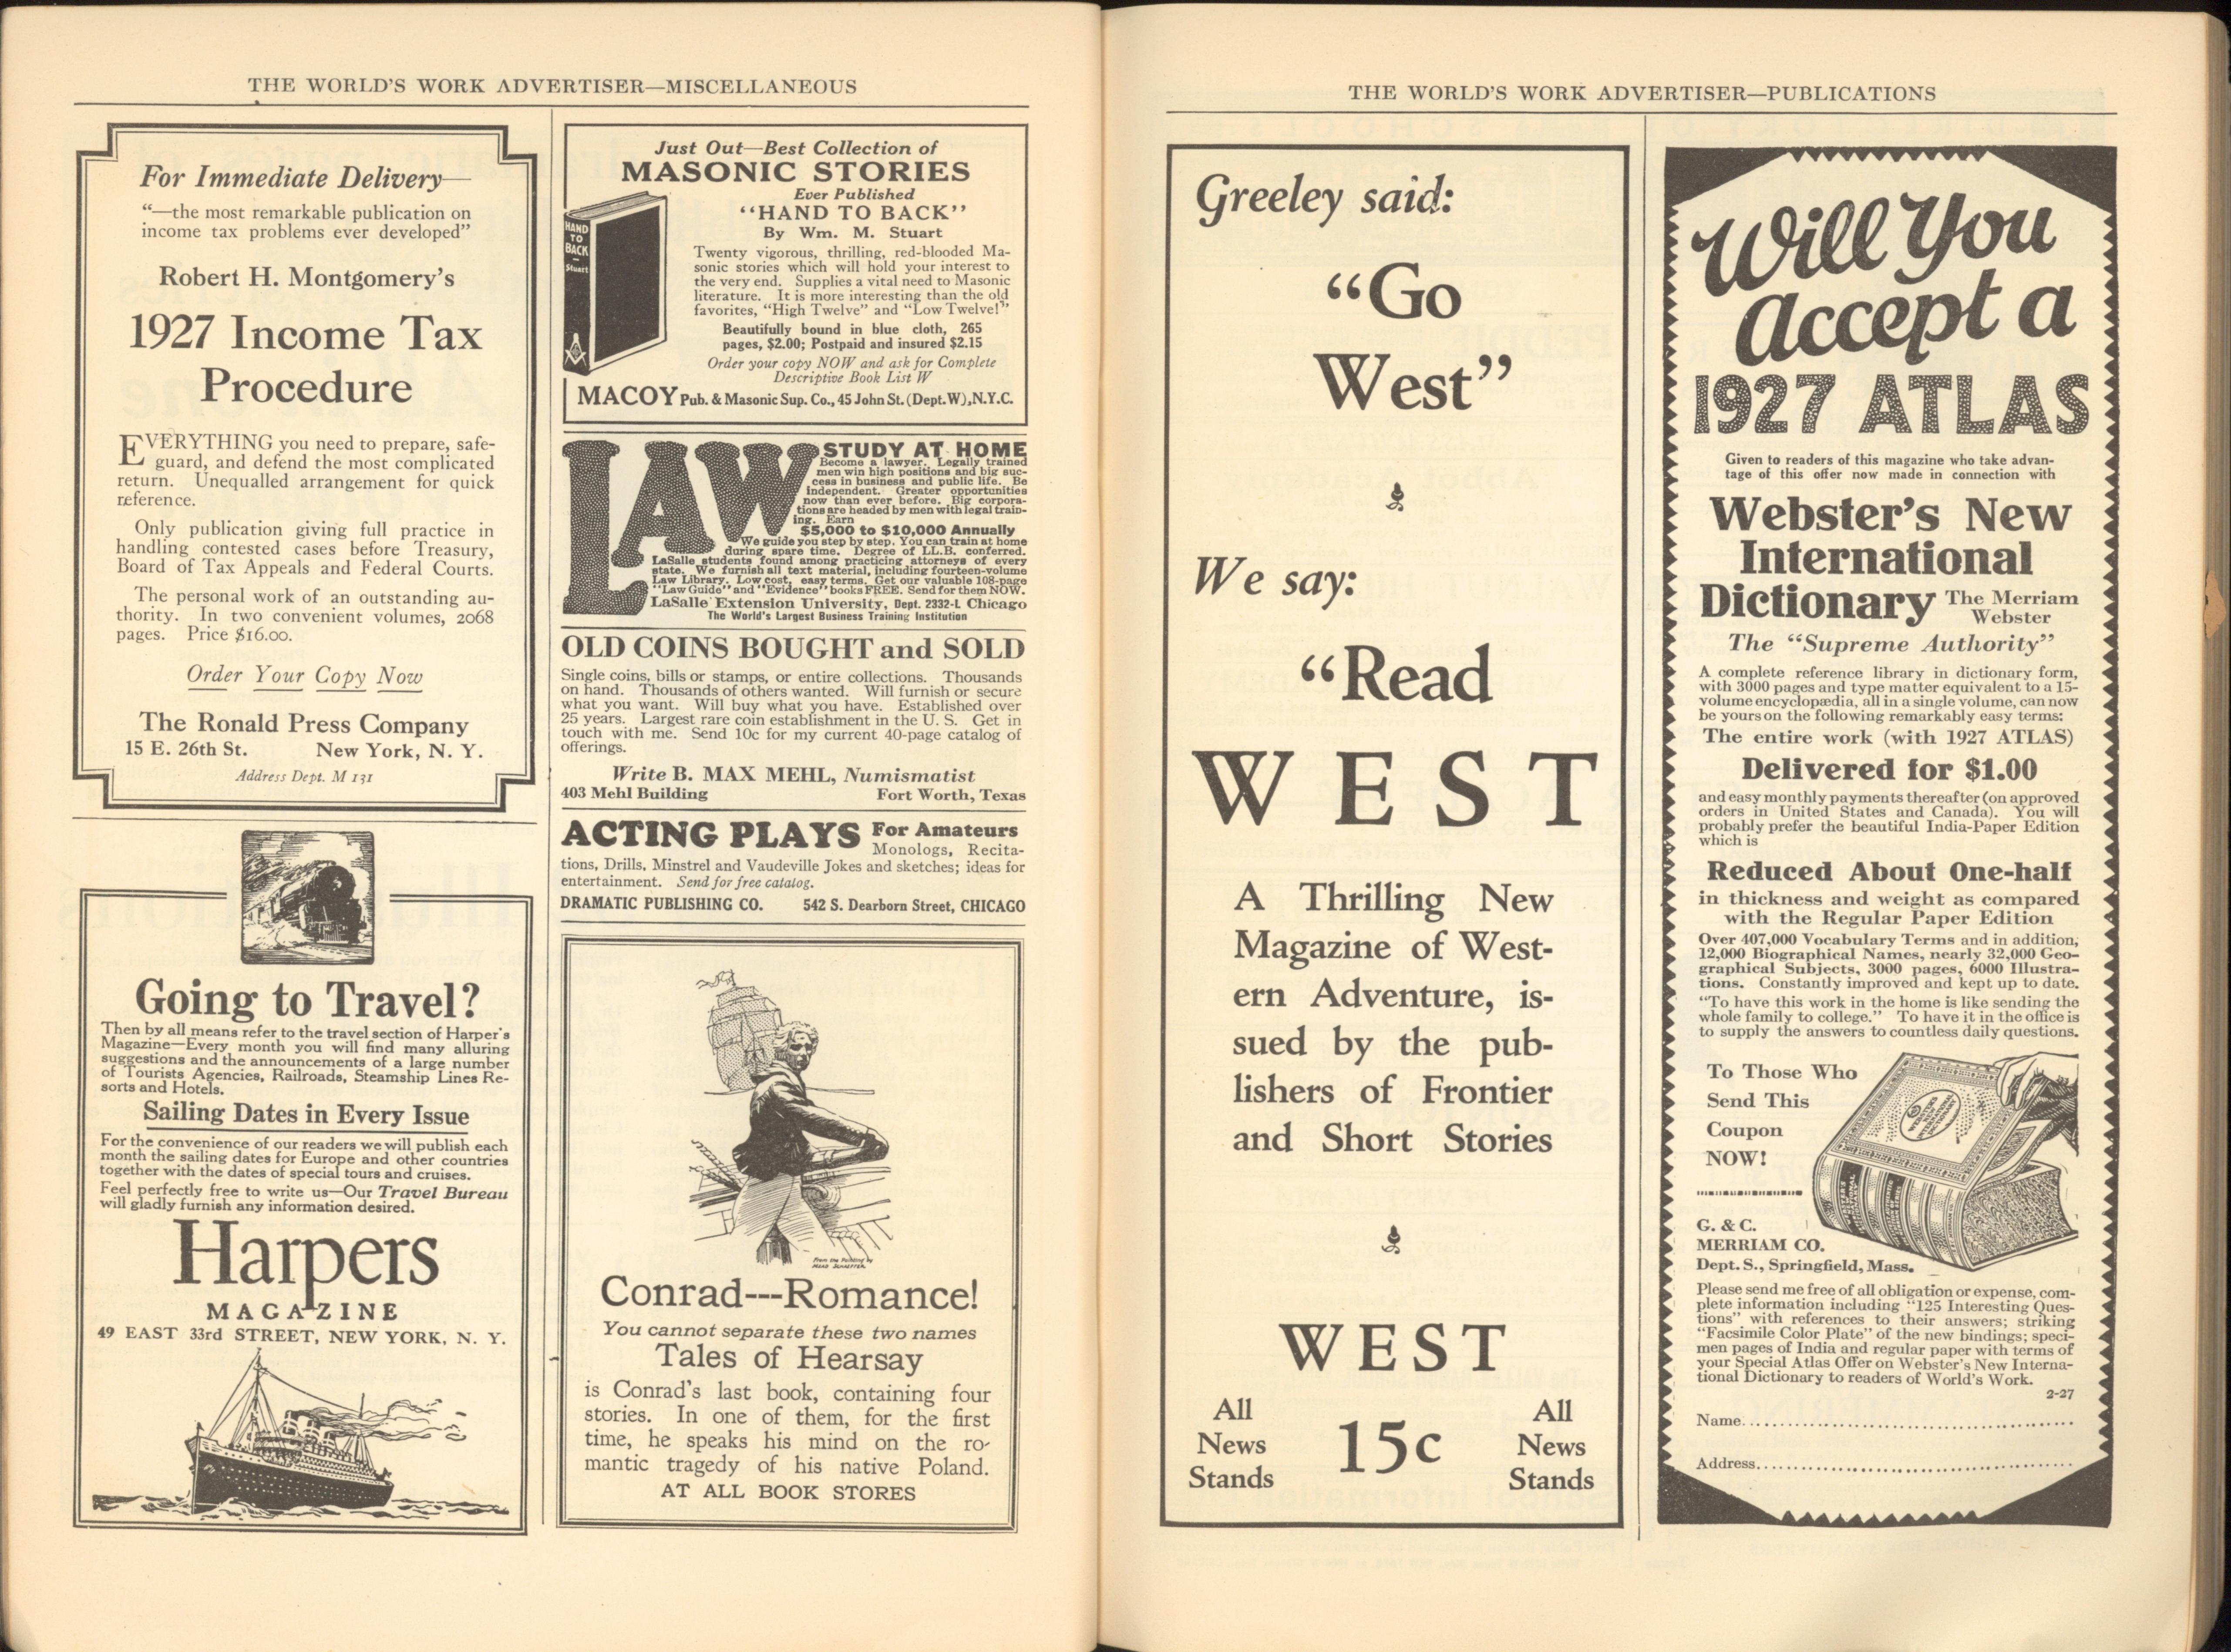 THE WORLD'S WORK ADVERTISER—MISCELLANEOUS
For Immediate Delivery—
“—the most remarkable publication on
income tax problems ever developed”
Robert H. Montgomery's
1927 Income Tax
Procedure
EVERYTHING you need to prepare, safe-
guard, and defend the most complicated
return. Unequalled arrangement for quick
reference.
Only publication giving full practice in
handling contested cases before Treasury,
Board of Tax Appeals and Federal Courts.
The personal work of an outstanding au-
thority. In two convenient volumes, 2068
pages. Price $16.00.
Order Your Copy Now
The Ronald Press Company
15 E. 26th St. New York, N. Y.
Address Dept. M 131
Going to Travel?
Then by all means refer to the travel section of Harper's
Magazine—Every month you will find many alluring
suggestions and the announcements of a large number
of Tourists Agencies, Railroads, Steamship Lines Re-
sorts and Hotels.
Sailing Dates in Every Issue
For the convenience of our readers we will publish each
month the sailing dates for Europe and other countries
together with the dates of special tours and cruises.
Feel perfectly free to write us—Our Travel Bureau
will gladly furnish any information desired.
Harpers
MAGAZINE
49 EAST 33rd STREET, NEW YORK, N. Y.
Just Out—Best Collection of
MASONIC STORIES
Ever Published
“HAND TO BACK”
By Wm. M. Stuart
HAND
TO
BACK
—
Stuart
Twenty vigorous, thrilling, red-blooded Ma-
sonic stories which will hold your interest to
the very end. Supplies a vital need to Masonic
literature. It is more interesting than the old
favorites, “High Twelve” and “Low Twelve!”
Beautifully bound in blue cloth, 265
pages, $2.00; Postpaid and insured $2.15
Order your copy NOW and ask for Complete
Descriptive Book List W
MACOY Pub. & Masonic Sup. Co., 45 John St. (Dept. W), N.Y.C.
LAW
STUDY AT HOME
Become a lawyer. Legally trained
men win high positions and big suc-
cess in business and public life. Be
independent. Greater opportunities
now than ever before. Big corpora-
tions are headed by men with legal train-
ing. Earn
$5,000 to $10,000 Annually
We guide you step by step. You can train at home
during spare time. Degree of LL.B. conferred.
LaSalle students found among practicing attorneys of every
state. We furnish all text material, including fourteen-volume
Law Library. Low cost, easy terms. Get our valuable 108-page
“Law Guide” and “Evidence” books FREE. Send for them NOW.
LaSalle Extension University, Dept. 2332-L Chicago
The World's Largest Business Training Institution
OLD COINS BOUGHT and SOLD
Single coins, bills or stamps, or entire collections. Thousands
on hand. Thousands of others wanted. Will furnish or secure
what you want. Will buy what you have. Established over
25 years. Largest rare coin establishment in the U. S. Get in
touch with me. Send 10c for my current 40-page catalog of
offerings.
Write B. MAX MEHL, Numismatist
403 Mehl Building Fort Worth, Texas
ACTING PLAYS For Amateurs
Monologs, Recita-
tions, Drills, Minstrel and Vaudeville Jokes and sketches; ideas for
entertainment. Send for free catalog.
DRAMATIC PUBLISHING CO. 542 S. Dearborn Street, CHICAGO
From the Painting by
MEAD SCHAEFFER.
Conrad---Romance!
You cannot separate these two names
Tales of Hearsay
is Conrad's last book, containing four
stories. In one of them, for the first
time, he speaks his mind on the ro-
mantic tragedy of his native Poland.
AT ALL BOOK STORES
THE WORLD'S WORK ADVERTISER—PUBLICATIONS
Greeley said:
“Go
West”
We say:
“Read
WEST
A Thrilling New
Magazine of West-
ern Adventure, is-
sued by the pub-
lishers of Frontier
and Short Stories
WEST
All
News
Stands
15c
All
News
Stands
Will You
Accept a
1927 ATLAS
Given to readers of this magazine who take advan-
tage of this offer now made in connection with
Webster's New
International
Dictionary The Merriam
Webster
The “Supreme Authority”
A complete reference library in dictionary form,
with 3000 pages and type matter equivalent to a 15-
volume encyclopædia, all in a single volume, can now
be yours on the following remarkably easy terms:
The entire work (with 1927 ATLAS)
Delivered for $1.00
and easy monthly payments thereafter (on approved
orders in United States and Canada). You will
probably prefer the beautiful India-Paper Edition
which is
Reduced About One-half
in thickness and weight as compared
with the Regular Paper Edition
Over 407,000 Vocabulary Terms and in addition,
12,000 Biographical Names, nearly 32,000 Geo-
graphical Subjects, 3000 pages, 6000 Illustra-
tions. Constantly improved and kept up to date.
“To have this work in the home is like sending the
whole family to college.” To have it in the office is
to supply the answers to countless daily questions.
To Those Who
Send This
Coupon
NOW!
G. & C.
MERRIAM CO.
Dept. S., Springfield, Mass.
Please send me free of all obligation or expense, com-
plete information including “125 Interesting Ques-
tions” with references to their answers; striking
“Facsimile Color Plate” of the new bindings; speci-
men pages of India and regular paper with terms of
your Special Atlas Offer on Webster's New Interna-
tional Dictionary to readers of World's Work.
2-27
Name
Address